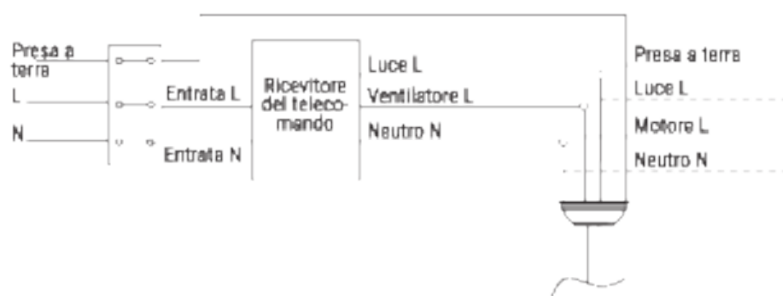 Presa a
terra
L
N
Entrata L
Entrata N
Ricevitore
del teleco-
mando
Luce L
Ventilatore L
Neutro N
Presa a terra
Luce L
Motore L
Neutro N